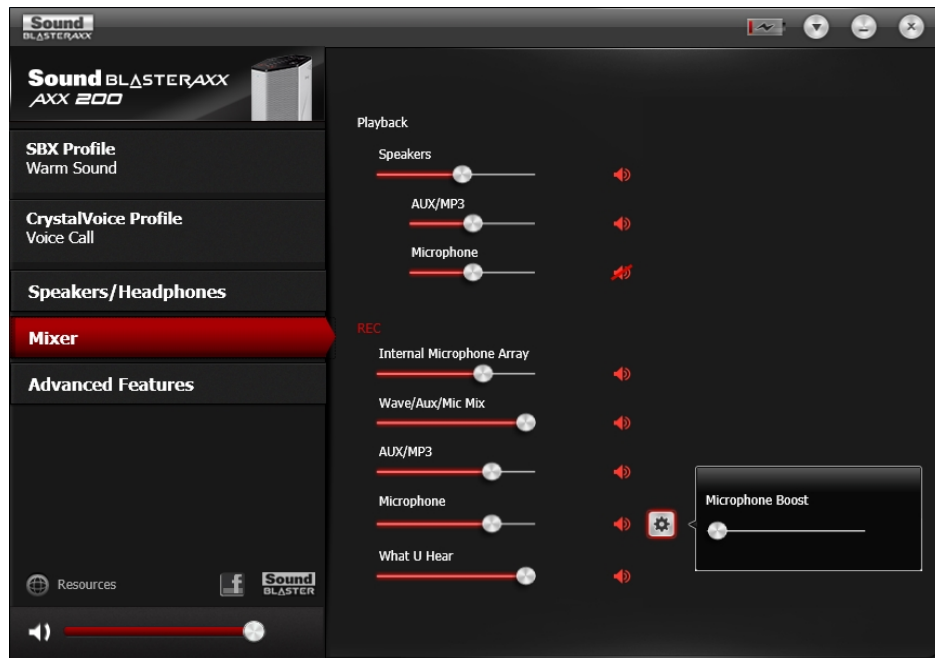 Sound
BLASTERAXX
Sound BLASTERAXX
AXX 200
SBX Profile
Warm Sound
CrystalVoice Profile
Voice Call
Speakers/Headphones
Mixer
Advanced Features
Resources
f
Sound
BLASTER
Playback
Speakers
AUX/MP3
Microphone
REC
Internal Microphone Array
Wave/Aux/Mic Mix
AUX/MP3
Microphone
Microphone Boost
What U Hear